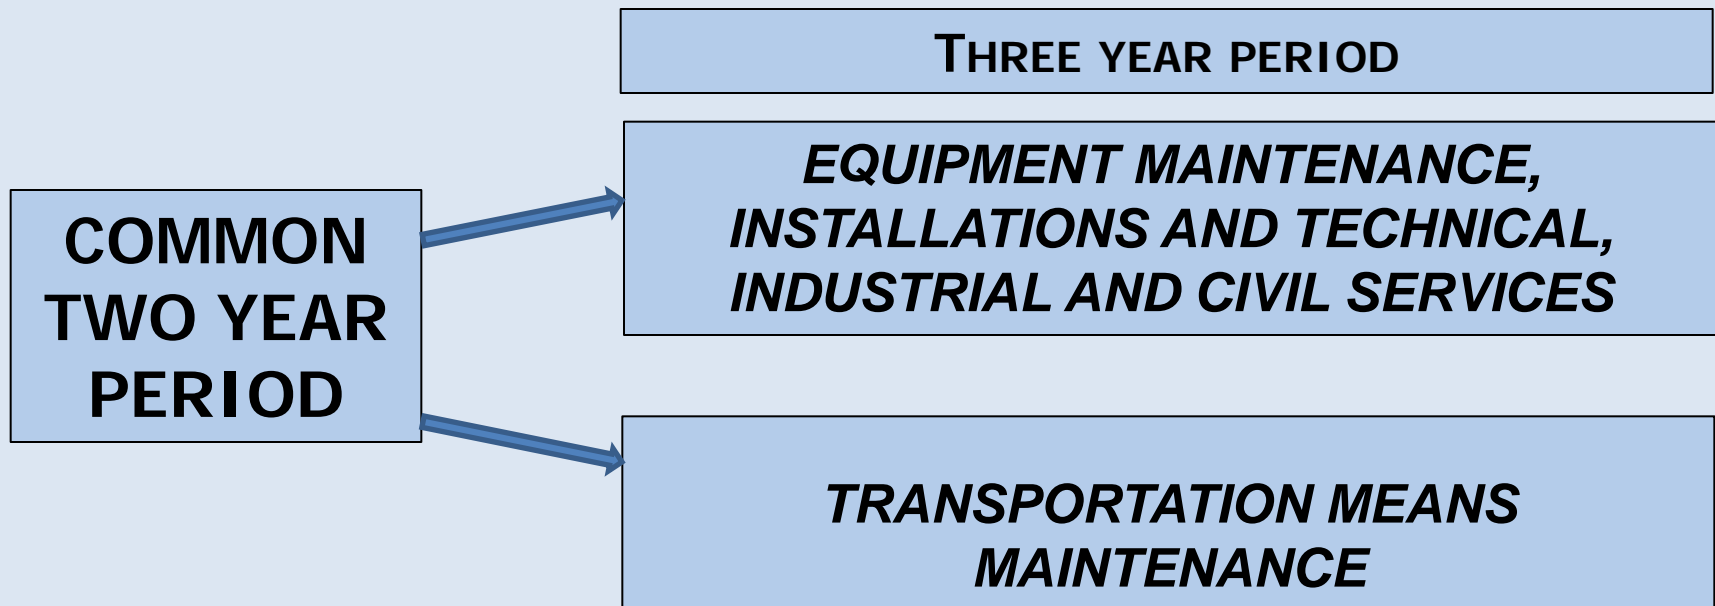 THREE YEAR PERIOD
EQUIPMENT MAINTENANCE,
INSTALLATIONS AND TECHNICAL,
INDUSTRIAL AND CIVIL SERVICES
COMMON
TWO YEAR
PERIOD
TRANSPORTATION MEANS
MAINTENANCE